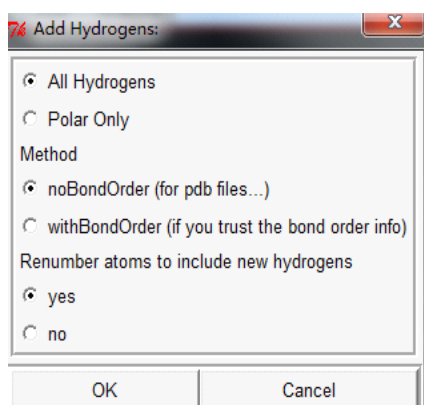 Add Hydrogens:
All Hydrogens
Polar Only
Method
noBondOrder (for pdb files...)
withBondOrder (if you trust the bond order info)
Renumber atoms to include new hydrogens
yes
no
OK Cancel